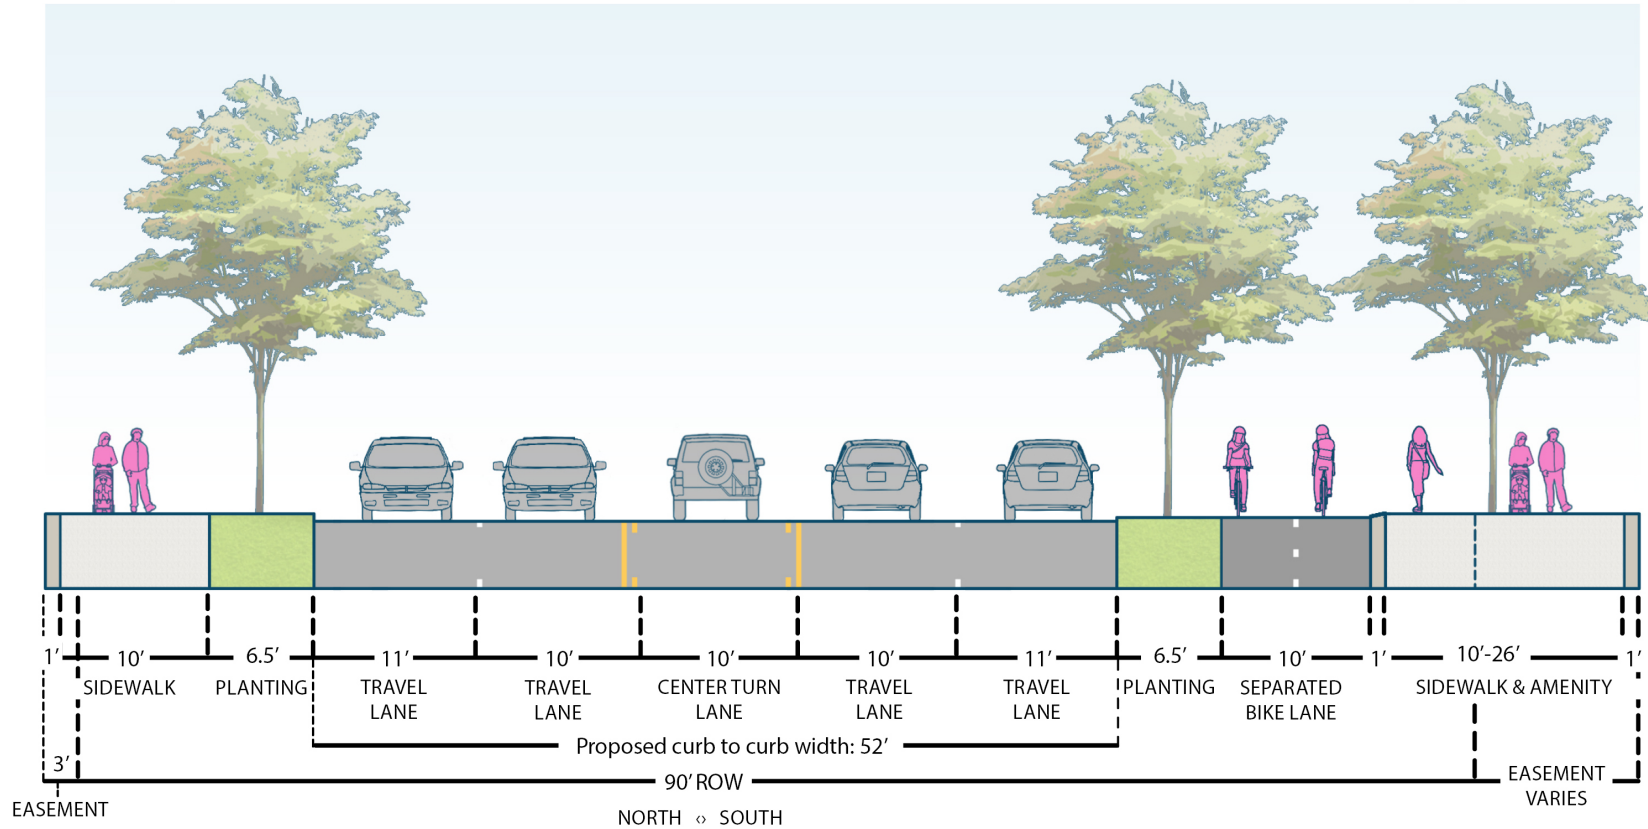 1’ 10’ 6.5’ 11’ 10’ 10’ 10’ 11’ 6.5’ 10’ 1’ 10’-26’ 1’
SIDEWALK PLANTING TRAVEL LANE TRAVEL LANE CENTER TURN LANE TRAVEL LANE TRAVEL LANE PLANTING SEPARATED BIKE LANE SIDEWALK & AMENITY
Proposed curb to curb width: 52’
3’
90’ ROW
EASEMENT
EASEMENT
VARIES
NORTH ‹› SOUTH